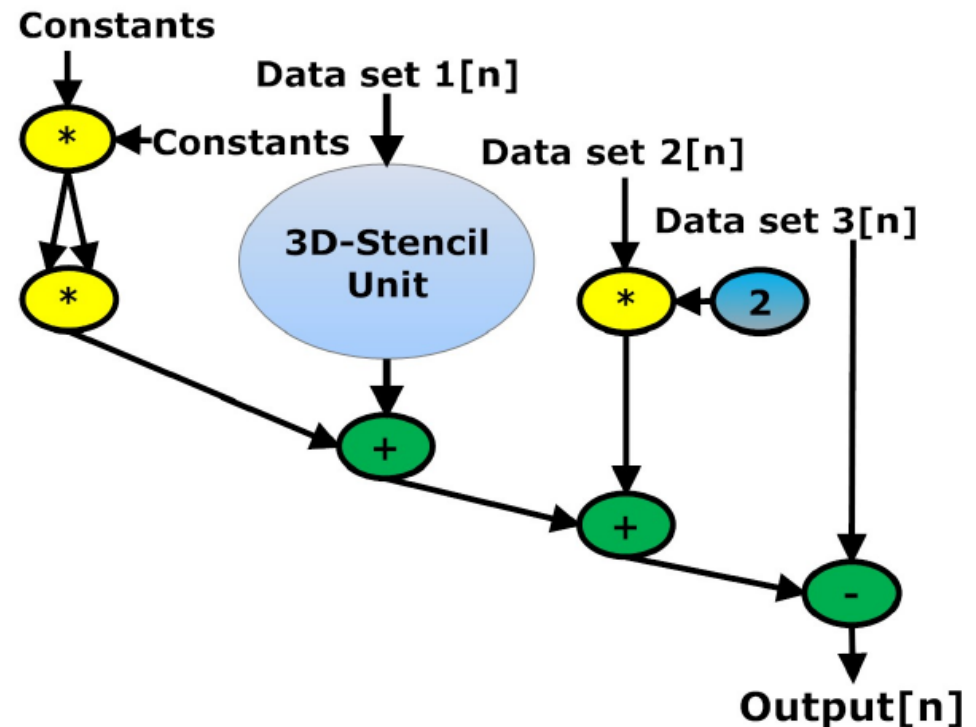 Constants
Data set 1[n]
*
Constants
Data set 2[n]
Data set 3[n]
3D-Stencil
Unit
*
*
2
+
+
-
Output[n]